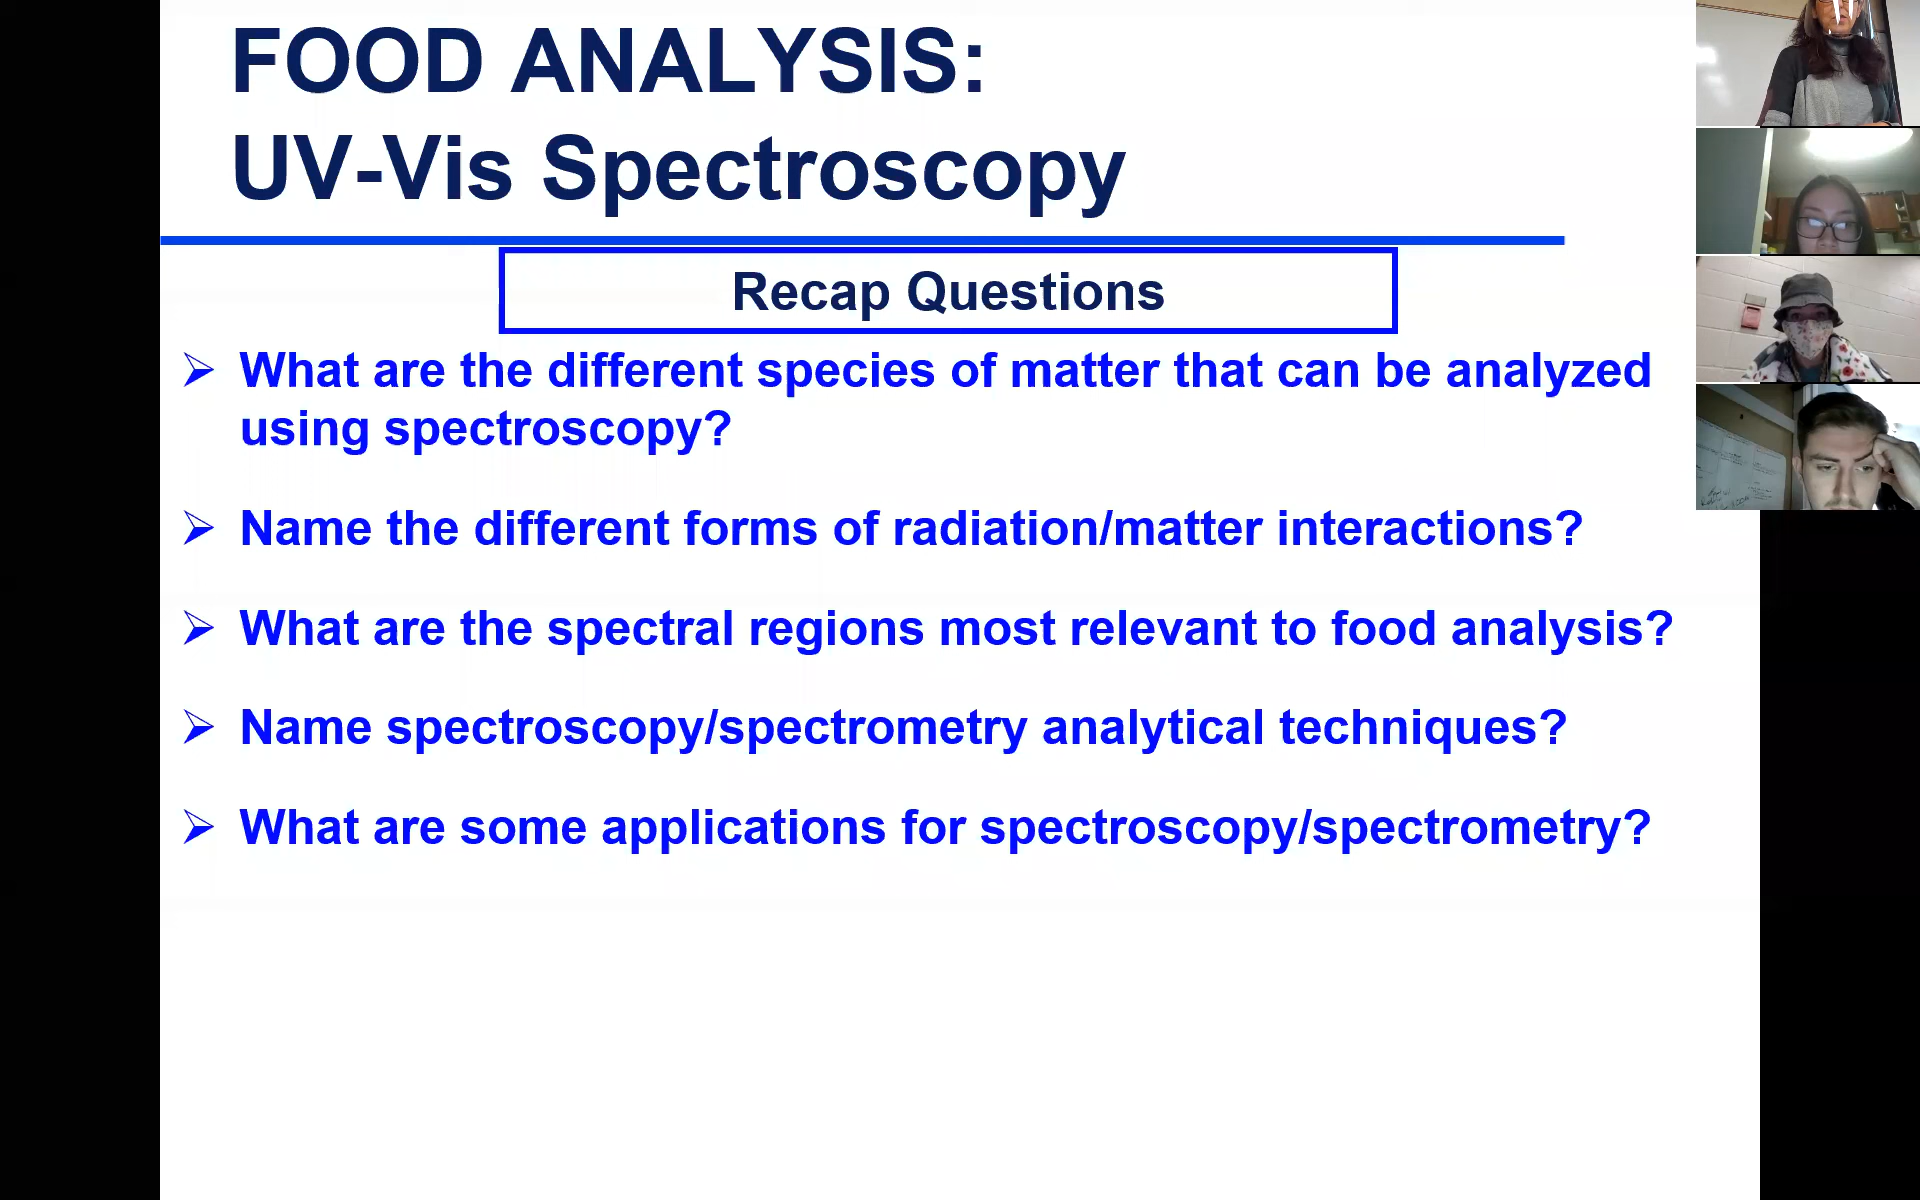 FOOD ANALYSIS:
UV-Vis Spectroscopy
Recap Questions
➢ What are the different species of matter that can be analyzed
using spectroscopy?
➢ Name the different forms of radiation/matter interactions?
➢ What are the spectral regions most relevant to food analysis?
➢ Name spectroscopy/spectrometry analytical techniques?
➢ What are some applications for spectroscopy/spectrometry?